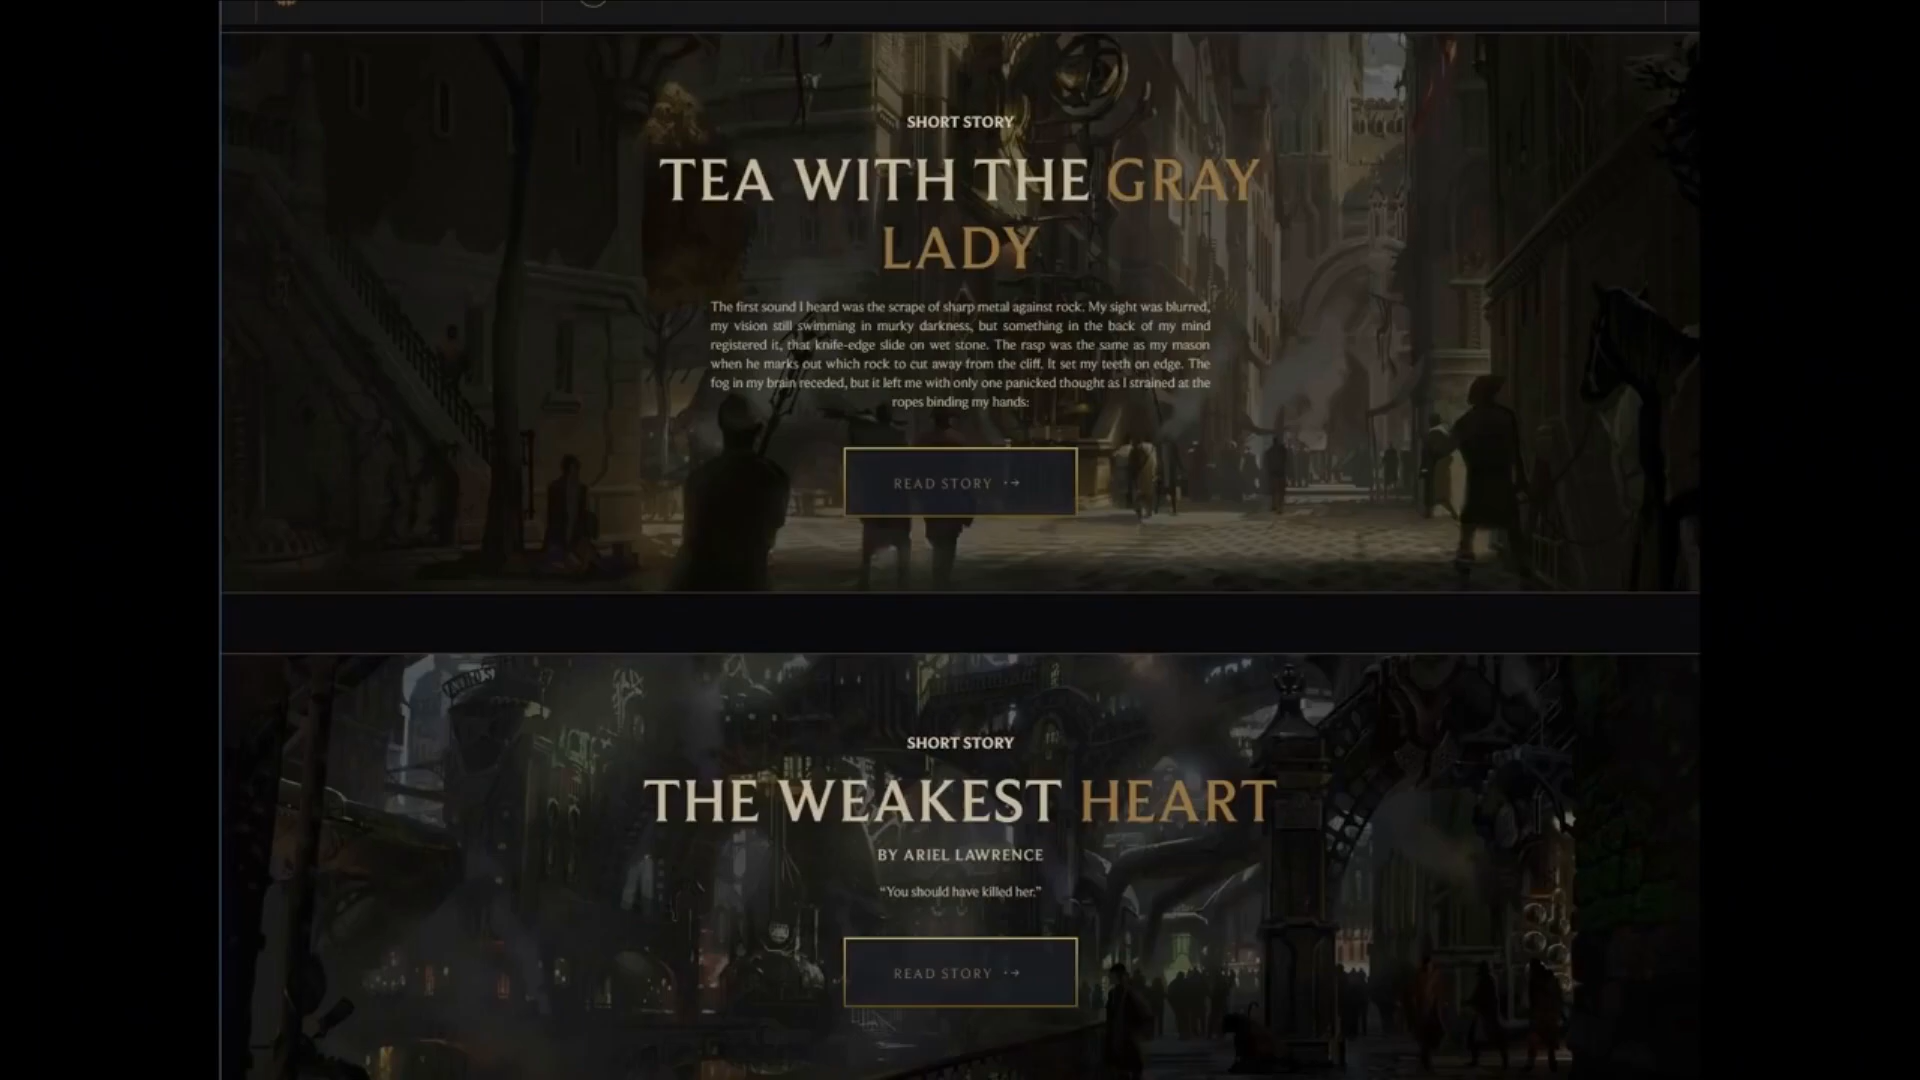 SHORT STORY
TEA WITH THE GRAY
LADY
The first sound I heard was the scrape of sharp metal against rock. My sight was blurred,
my vision still swimming in murky darkness, but something in the back of my mind
registered it, that knife-edge slide on wet stone. The rasp was the same as my mason
when he marks out which rock to cut away from the cliff. It set my teeth on edge. The
fog in my brain receded, but it left me with only one panicked thought as I strained at the
ropes binding my hands:
READ STORY
SHORT STORY
THE WEAKEST HEART
BY ARIEL LAWRENCE
“You should have killed her.”
READ STORY